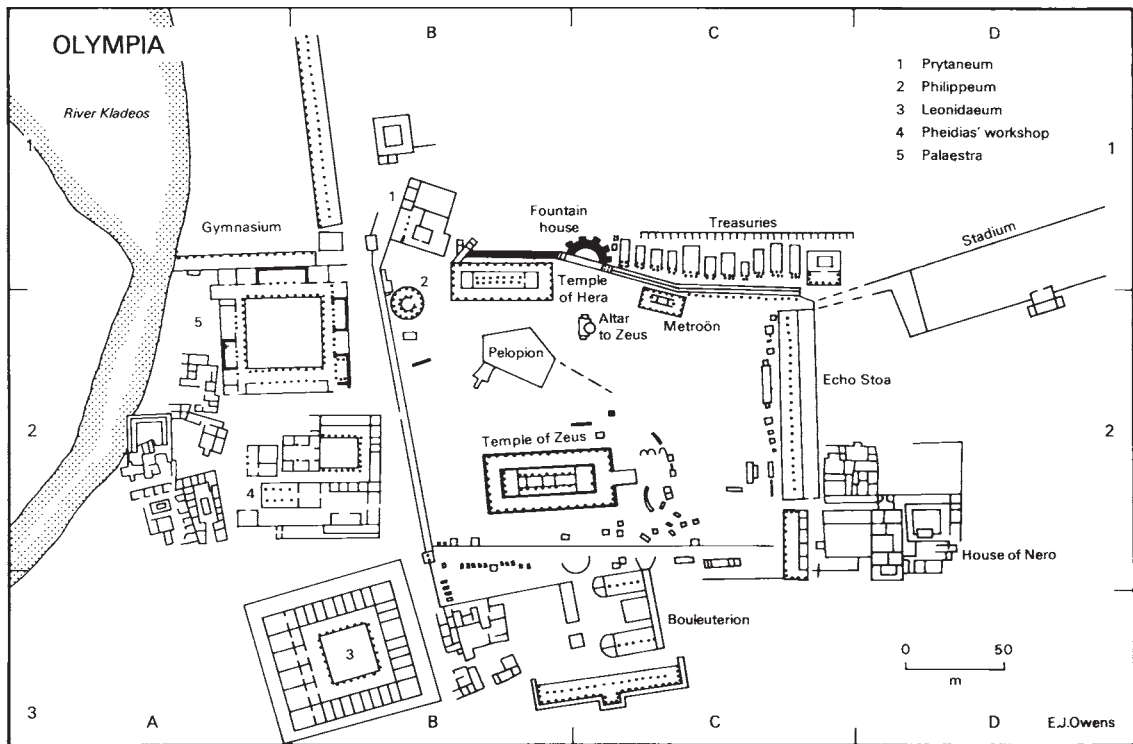 B
C
D
OLYMPIA
River Kladeos
1 Prytaneum
2 Philippeum
3 Leonidaeum
4 Pheidias' workshop
5 Palaestra
1
1
1
Gymnasium
Fountain
house
Treasuries
Stadium
2
Temple
of Hera
Altar
to Zeus
Metroön
5
Pelopion
Echo Stoa
2
2
Temple of Zeus
4
House of Nero
3
Bouleuterion
0 50
m
3
A
B
C
D
E.J.Owens